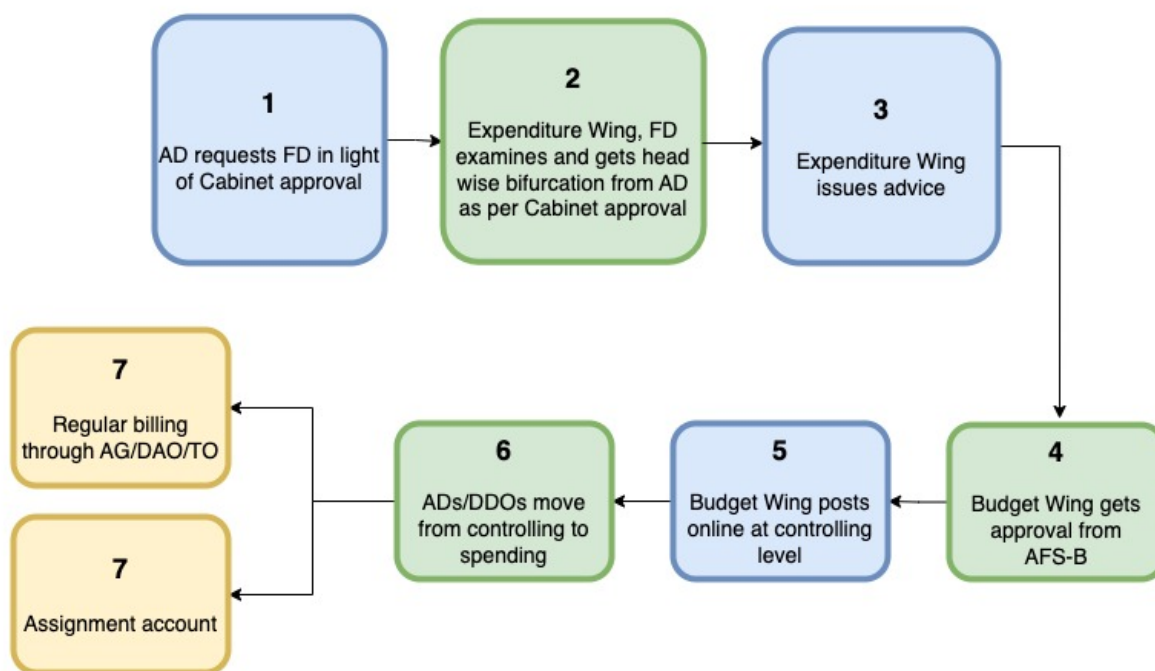 1
AD requests FD in light
of Cabinet approval
2
Expenditure Wing, FD
examines and gets head
wise bifurcation from AD
as per Cabinet approval
3
Expenditure Wing
issues advice
4
Budget Wing gets
approval from
AFS-B
5
Budget Wing posts
online at controlling
level
6
ADs/DDOs move
from controlling to
spending
7
Regular billing
through AG/DAO/TO
7
Assignment account